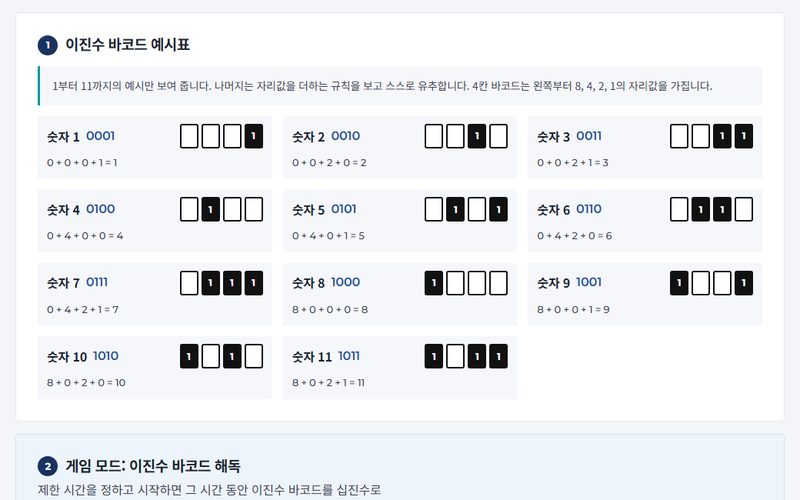 1 이진수 바코드 예시표
1부터 11까지의 예시만 보여 줍니다. 나머지는 자리값을 더하는 규칙을 보고 스스로 유추합니다. 4칸 바코드는 왼쪽부터 8, 4, 2, 1의 자리값을 가집니다.
숫자 1 0001 1
0 + 0 + 0 + 1 = 1
숫자 2 0010 1
0 + 0 + 2 + 0 = 2
숫자 3 0011 1 1
0 + 0 + 2 + 1 = 3
숫자 4 0100 1
0 + 4 + 0 + 0 = 4
숫자 5 0101 1 1
0 + 4 + 0 + 1 = 5
숫자 6 0110 1 1
0 + 4 + 2 + 0 = 6
숫자 7 0111 1 1 1
0 + 4 + 2 + 1 = 7
숫자 8 1000 1
8 + 0 + 0 + 0 = 8
숫자 9 1001 1 1
8 + 0 + 0 + 1 = 9
숫자 10 1010 1 1
8 + 0 + 2 + 0 = 10
숫자 11 1011 1 1 1
8 + 0 + 2 + 1 = 11
2 게임 모드: 이진수 바코드 해독
제한 시간을 정하고 시작하면 그 시간 동안 이진수 바코드를 십진수로